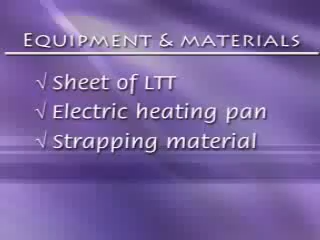 EQUIPMENT & MATERIALS
√ Sheet of LTT
√ Electric heating pan
√ Strapping material